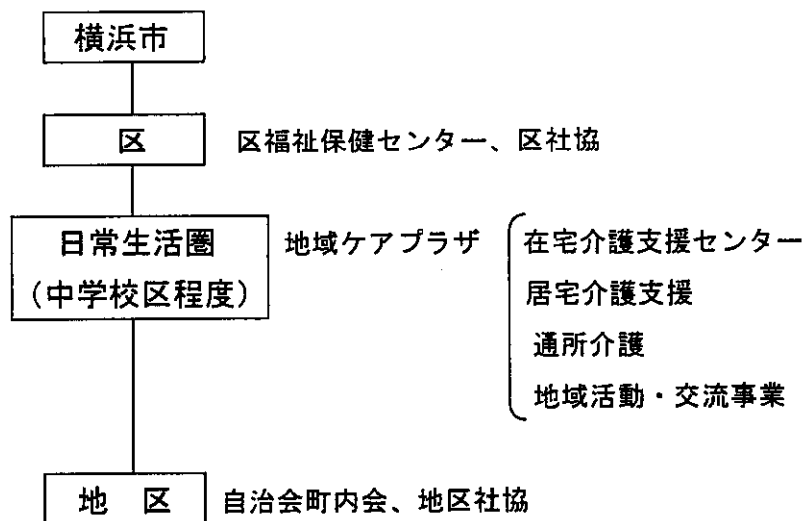 横浜市
区 区福祉保健センター、区社協
日常生活圏 地域ケアプラザ 在宅介護支援センター
(中学校区程度) 居宅介護支援
通所介護
地域活動・交流事業
地 区 自治会町内会、地区社協